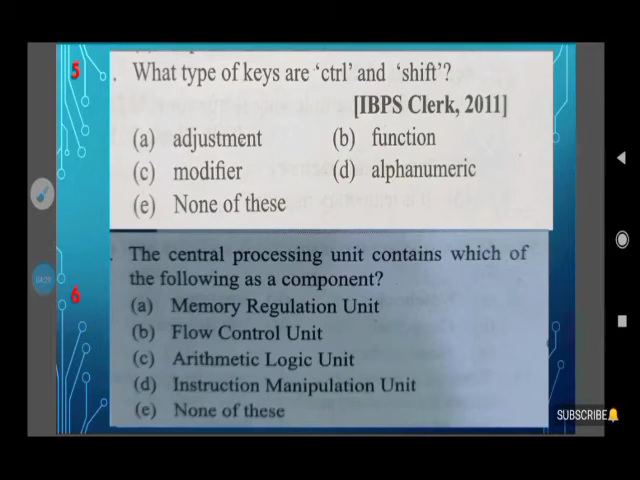 5 . What type of keys are ‘ctrl’ and ‘shift’?
[IBPS Clerk, 2011]
(a) adjustment (b) function
(c) modifier (d) alphanumeric
(e) None of these
. The central processing unit contains which of
the following as a component?
6
(a) Memory Regulation Unit
(b) Flow Control Unit
(c) Arithmetic Logic Unit
(d) Instruction Manipulation Unit
(e) None of these
SUBSCRIBE